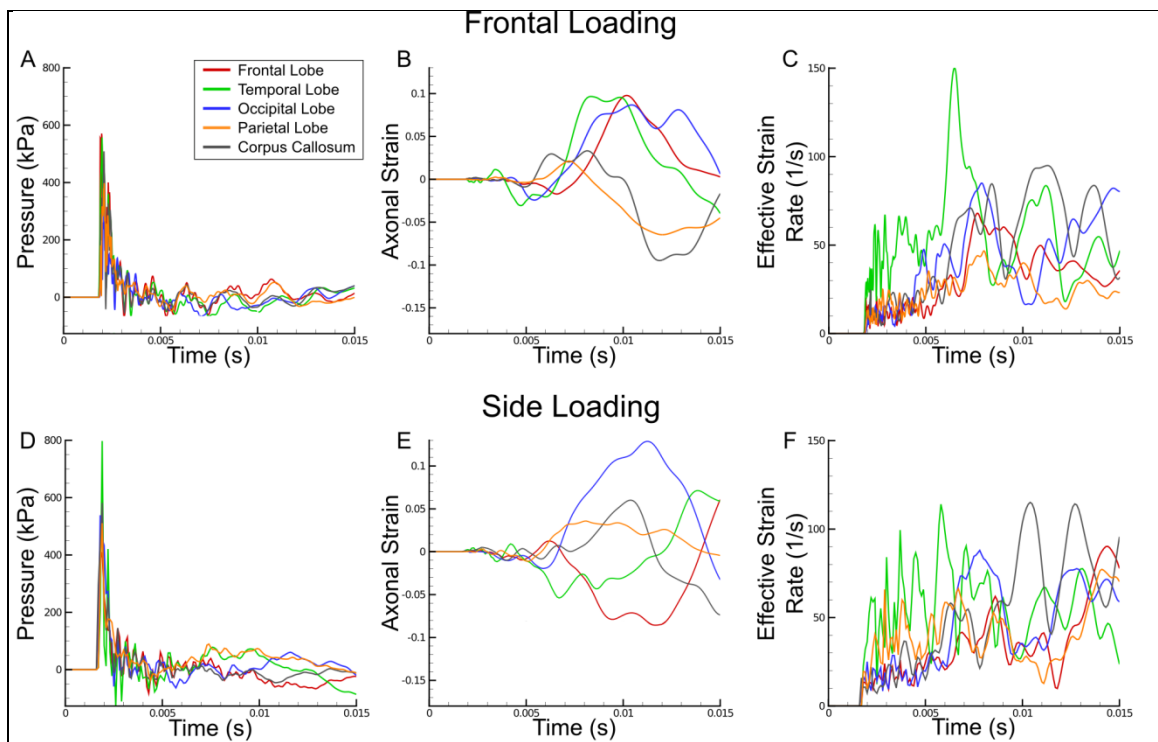 Frontal Loading
A
Pressure (kPa)
800
600
400
200
0
0
0.005
0.01
0.015
Time (s)
Frontal Lobe
Temporal Lobe
Occipital Lobe
Parietal Lobe
Corpus Callosum
B
Axonal Strain
0.1
0.05
0
-0.05
-0.1
-0.15
0
0.005
0.01
0.015
Time (s)
C
Effective Strain
Rate (1/s)
150
100
50
0
0
0.005
0.01
0.015
Time (s)
Side Loading
D
Pressure (kPa)
800
600
400
200
0
0
0.005
0.01
0.015
Time (s)
E
Axonal Strain
0.1
0.05
0
-0.05
-0.1
-0.15
0
0.005
0.01
0.015
Time (s)
F
Effective Strain
Rate (1/s)
150
100
50
0
0
0.005
0.01
0.015
Time (s)